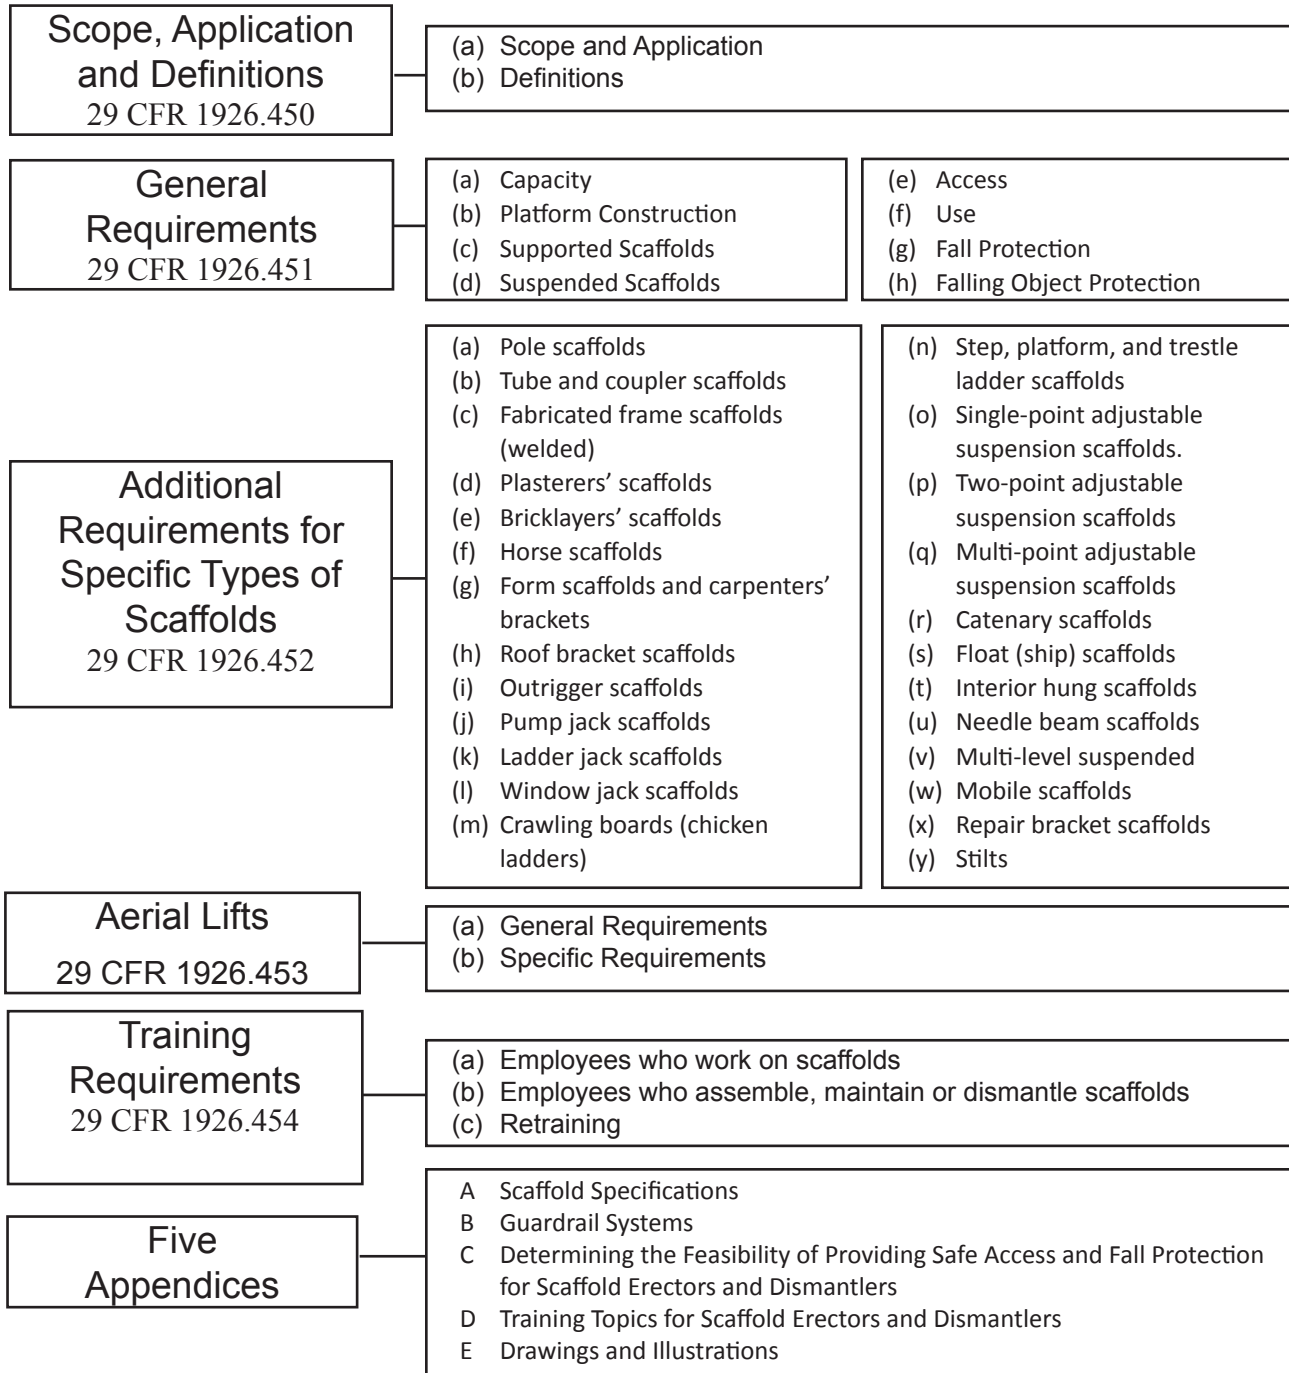 Scope, Application
and Definitions
29 CFR 1926.450
(a) Scope and Application
(b) Definitions
General
Requirements
29 CFR 1926.451
(a) Capacity
(b) Platform Construction
(c) Supported Scaffolds
(d) Suspended Scaffolds
(e) Access
(f) Use
(g) Fall Protection
(h) Falling Object Protection
Additional
Requirements for
Specific Types of
Scaffolds
29 CFR 1926.452
(a) Pole scaffolds
(b) Tube and coupler scaffolds
(c) Fabricated frame scaffolds
(welded)
(d) Plasterers’ scaffolds
(e) Bricklayers’ scaffolds
(f) Horse scaffolds
(g) Form scaffolds and carpenters’
brackets
(h) Roof bracket scaffolds
(i) Outrigger scaffolds
(j) Pump jack scaffolds
(k) Ladder jack scaffolds
(l) Window jack scaffolds
(m) Crawling boards (chicken
ladders)
(n) Step, platform, and trestle
ladder scaffolds
(o) Single-point adjustable
suspension scaffolds.
(p) Two-point adjustable
suspension scaffolds
(q) Multi-point adjustable
suspension scaffolds
(r) Catenary scaffolds
(s) Float (ship) scaffolds
(t) Interior hung scaffolds
(u) Needle beam scaffolds
(v) Multi-level suspended
(w) Mobile scaffolds
(x) Repair bracket scaffolds
(y) Stilts
Aerial Lifts
29 CFR 1926.453
(a) General Requirements
(b) Specific Requirements
Training
Requirements
29 CFR 1926.454
(a) Employees who work on scaffolds
(b) Employees who assemble, maintain or dismantle scaffolds
(c) Retraining
Five
Appendices
A Scaffold Specifications
B Guardrail Systems
C Determining the Feasibility of Providing Safe Access and Fall Protection
for Scaffold Erectors and Dismantlers
D Training Topics for Scaffold Erectors and Dismantlers
E Drawings and Illustrations